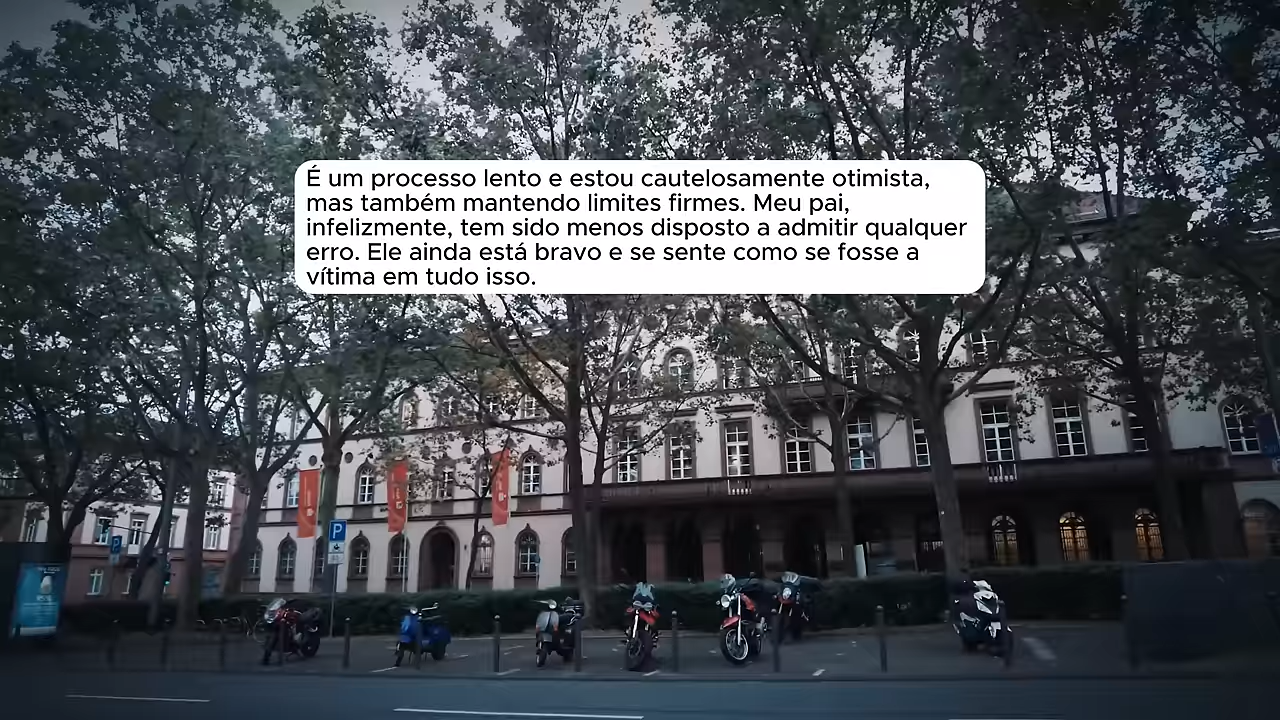 É um processo lento e estou cautelosamente otimista,
mas também mantendo limites firmes. Meu pai,
infelizmente, tem sido menos disposto a admitir qualquer
erro. Ele ainda está bravo e se sente como se fosse a
vítima em tudo isso.
P
P